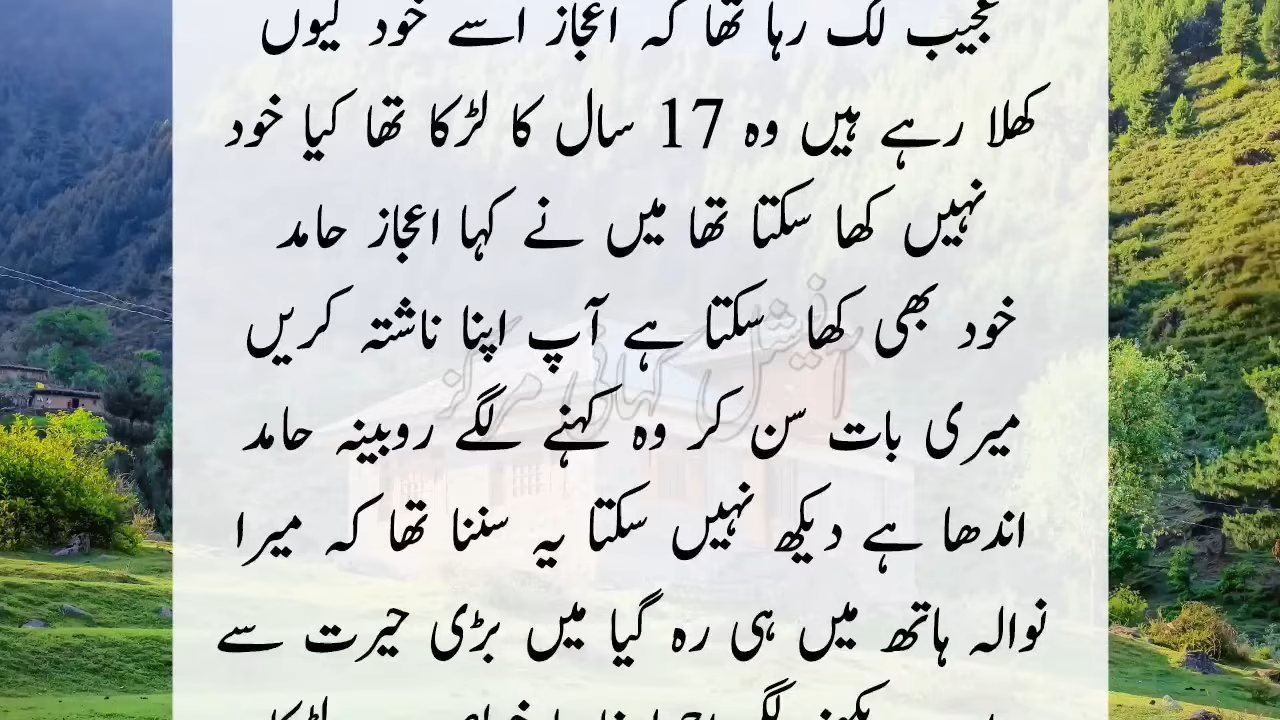 عجیب لگ رہا تھا کہ اعجاز اسے خود کیوں
کھلا رہے ہیں وہ 17 سال کا لڑکا تھا کیا خود
نہیں کھا سکتا تھا میں نے کہا اعجاز حامد
خود بھی کھا سکتا ہے آپ اپنا ناشتہ کریں
میری بات سن کر وہ کہنے لگے روبینہ حامد
اندھا ہے دیکھ نہیں سکتا یہ سننا تھا کہ میرا
نوالہ ہاتھ میں ہی رہ گیا میں بڑی حیرت سے
آفیشل کہانی مرکز